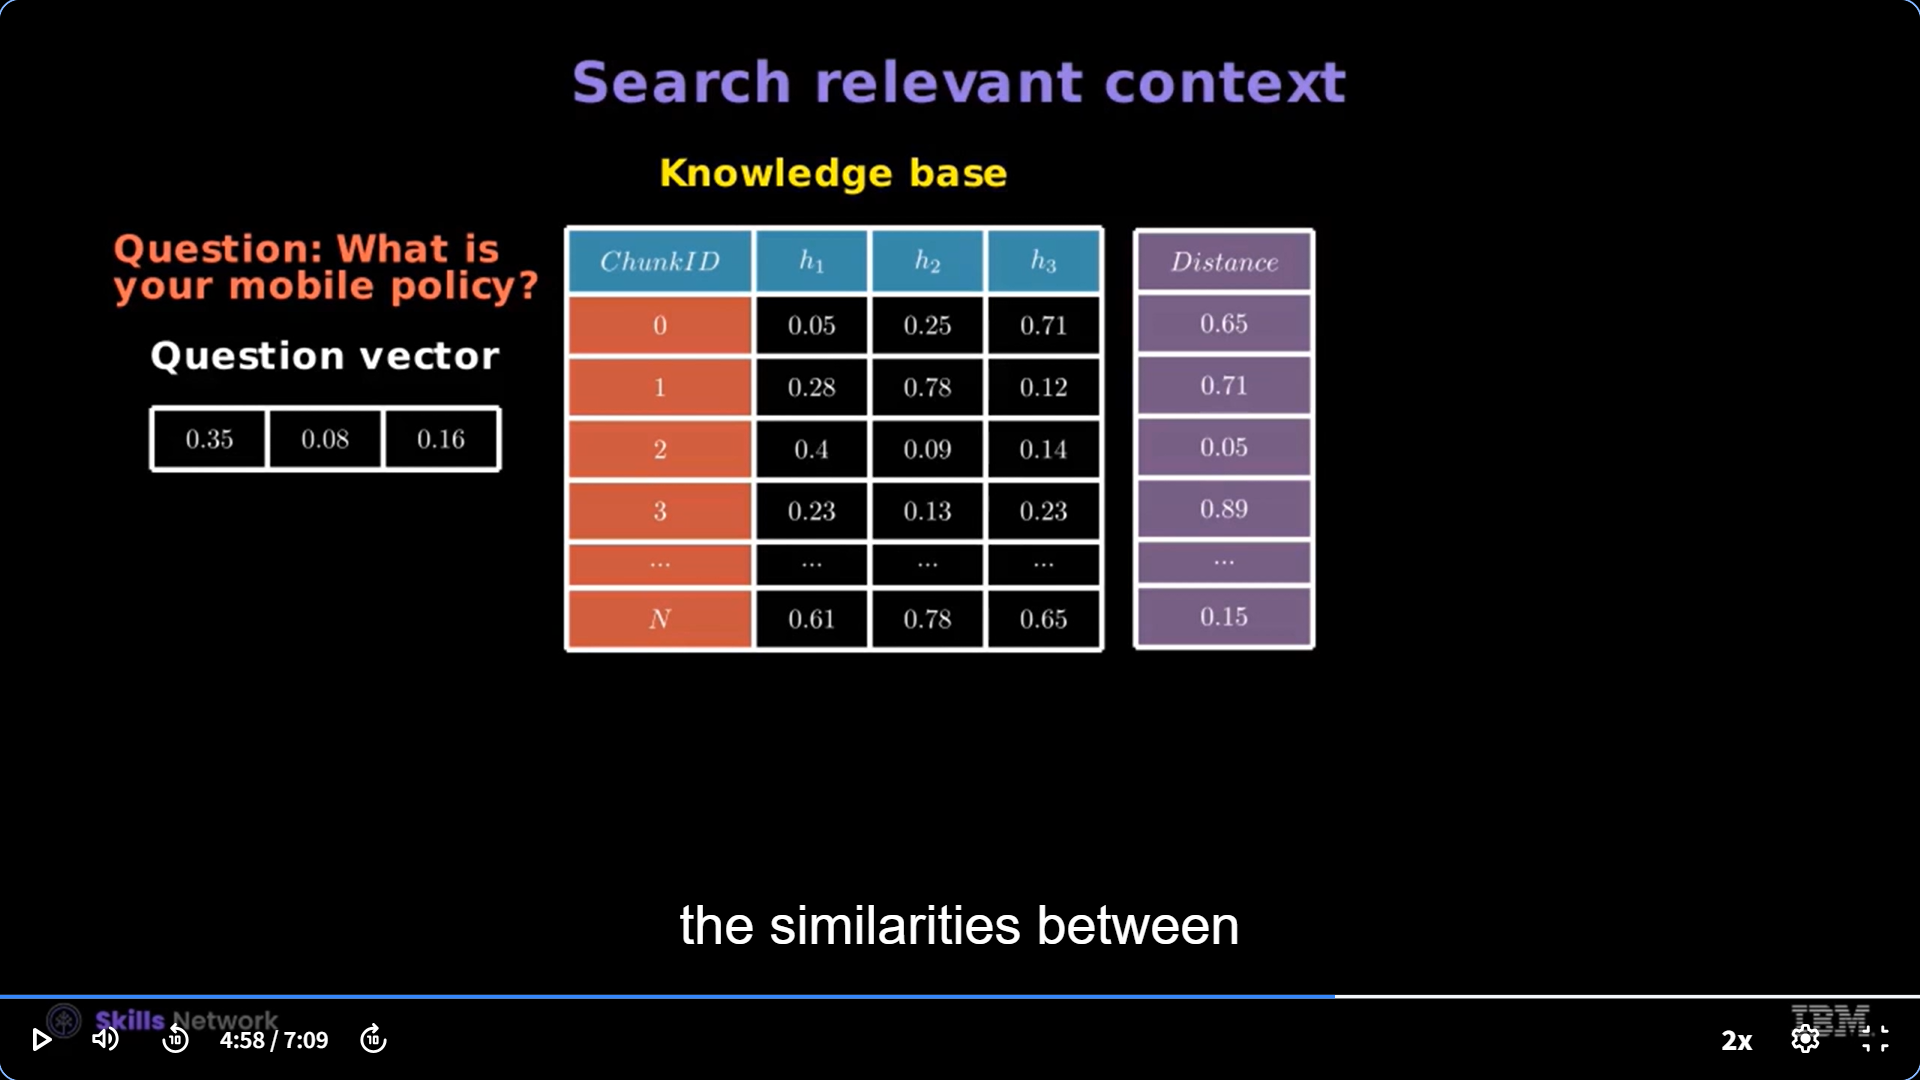 Search relevant context
Knowledge base
Question: What is
your mobile policy?
Question vector
0.35 0.08 0.16
ChunkID h₁ h₂ h₃ Distance
0 0.05 0.25 0.71 0.65
1 0.28 0.78 0.12 0.71
2 0.4 0.09 0.14 0.05
3 0.23 0.13 0.23 0.89
... ... ... ... ...
N 0.61 0.78 0.65 0.15
the similarities between
Skills Network
IBM
4:58 / 7:09
10
10
2x